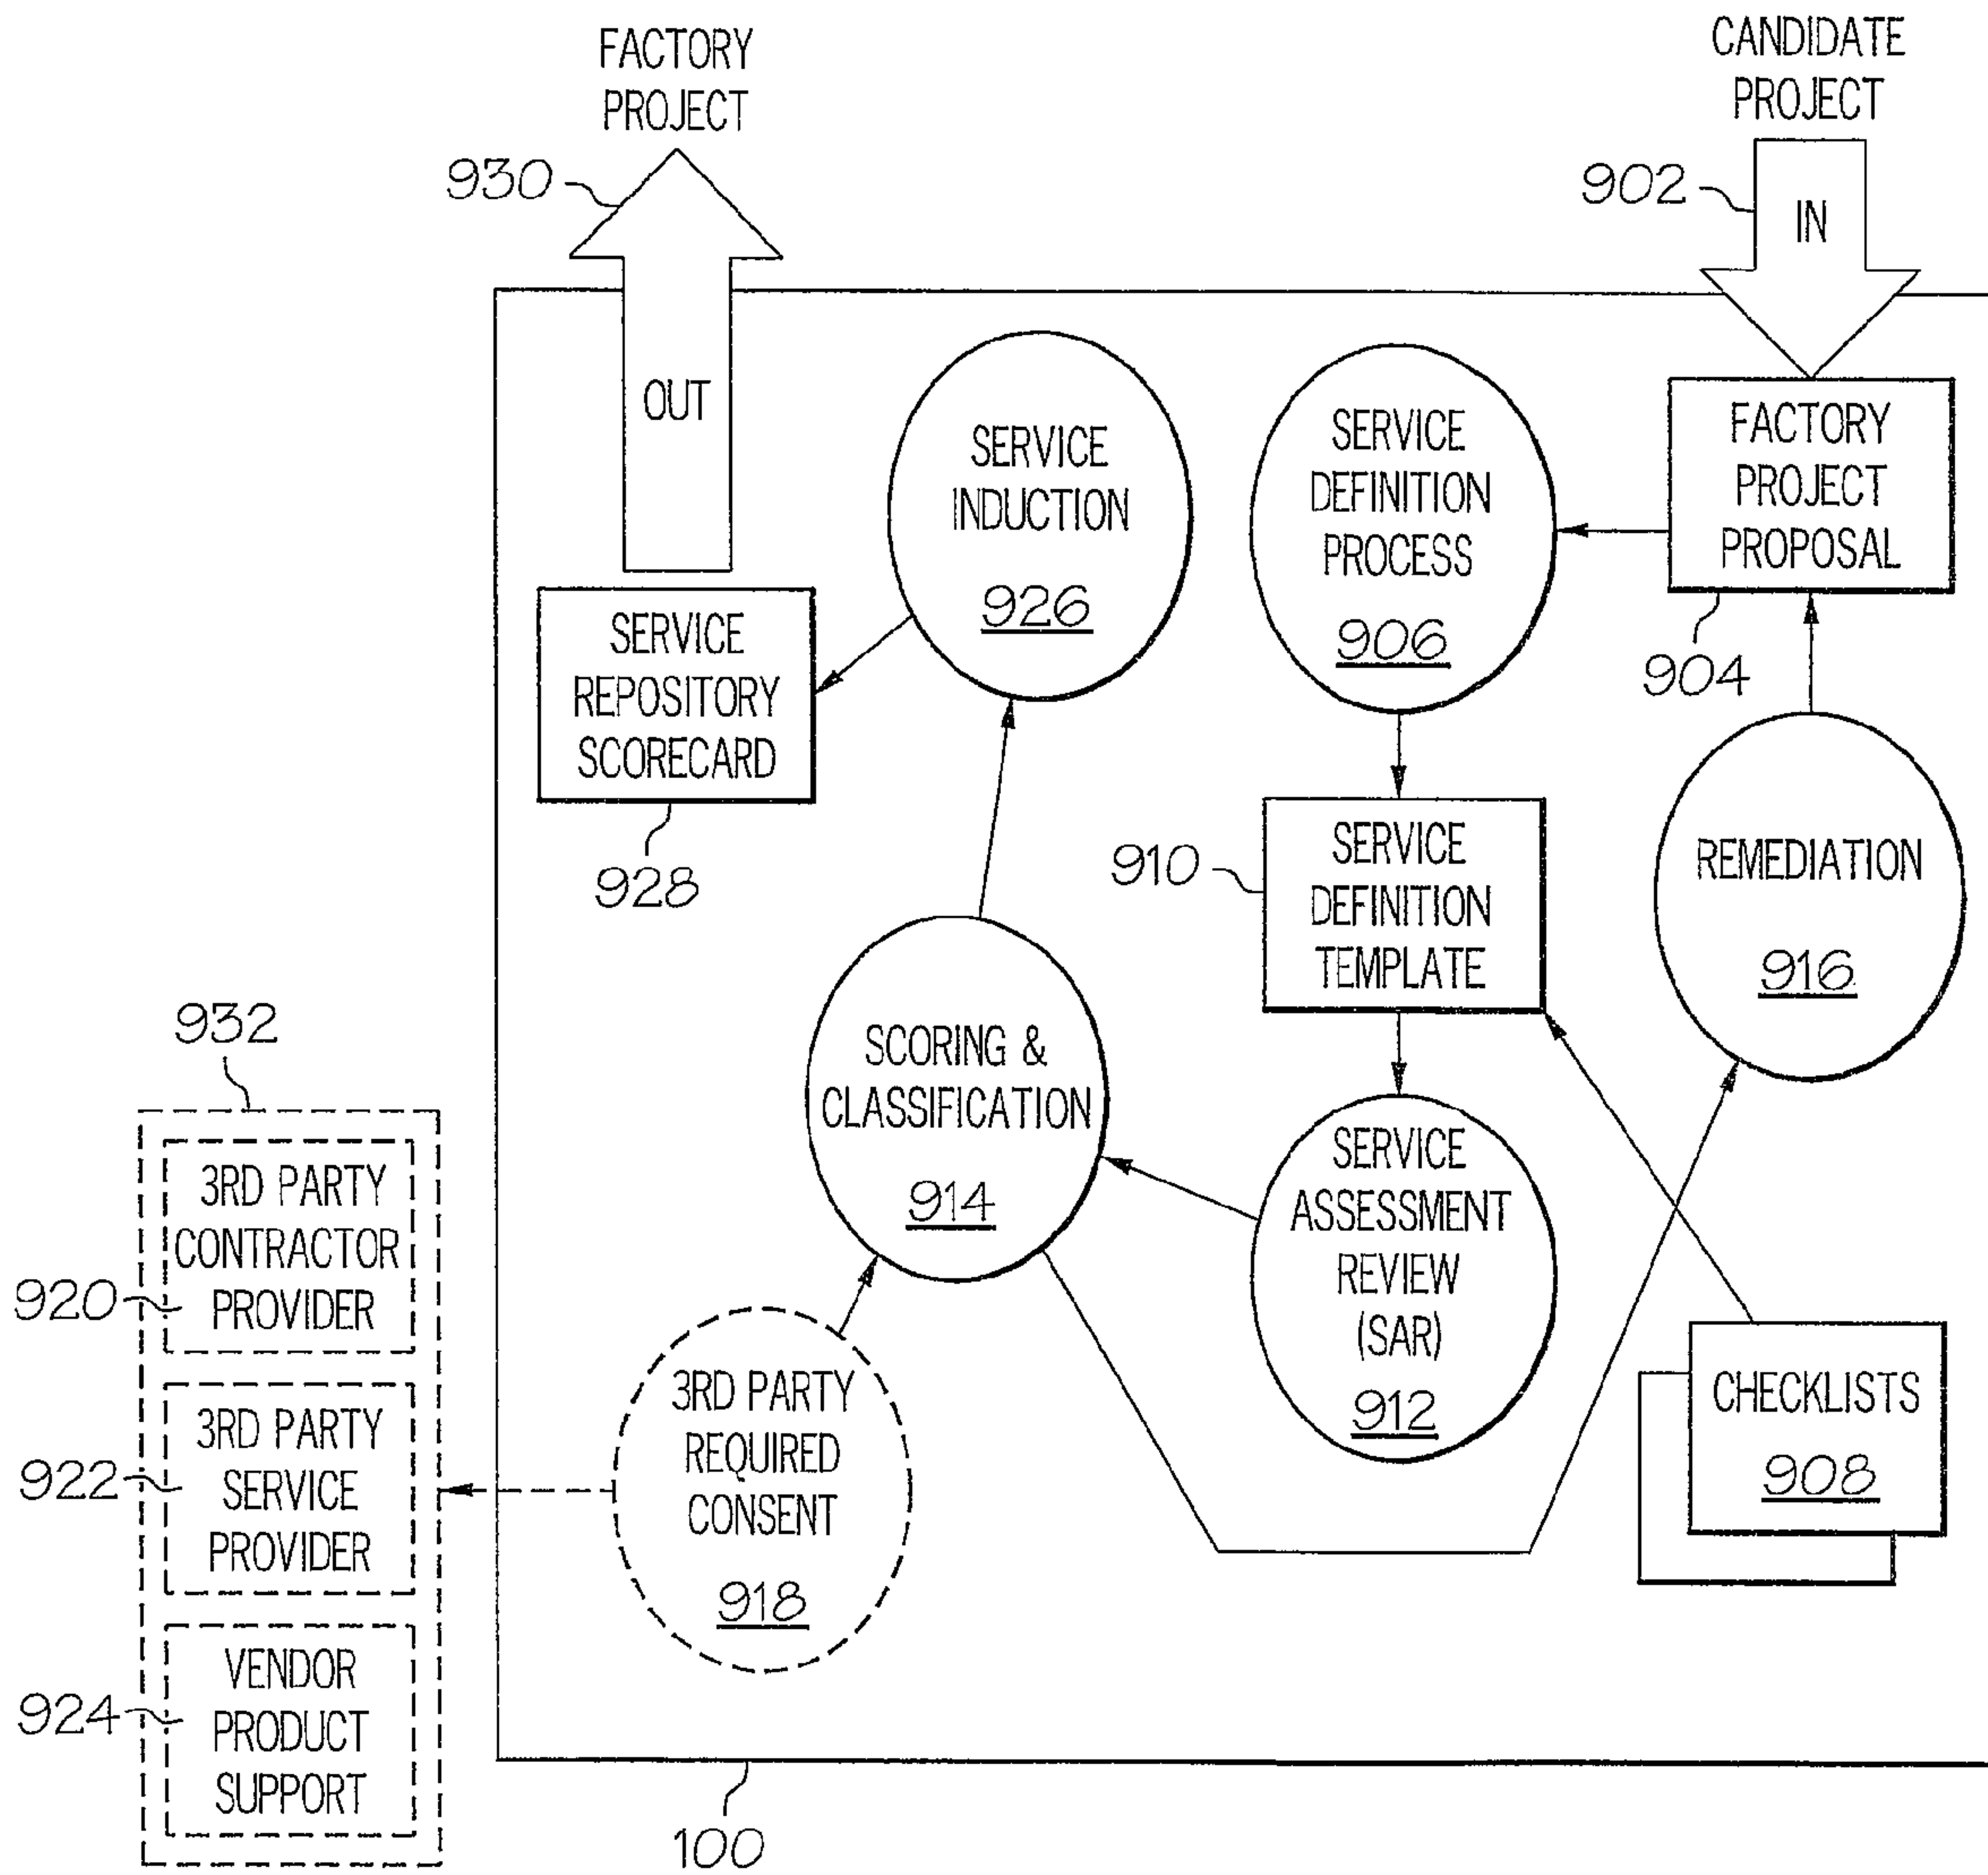 FACTORY
PROJECT
CANDIDATE
PROJECT
930
902
IN
OUT
SERVICE
INDUCTION
926
SERVICE
DEFINITION
PROCESS
906
FACTORY
PROJECT
PROPOSAL
904
SERVICE
REPOSITORY
SCORECARD
928
910
SERVICE
DEFINITION
TEMPLATE
REMEDIATION
916
932
SCORING &
CLASSIFICATION
914
SERVICE
ASSESSMENT
REVIEW
(SAR)
912
3RD PARTY
CONTRACTOR
PROVIDER
920
3RD PARTY
SERVICE
PROVIDER
922
VENDOR
PRODUCT
SUPPORT
924
3RD PARTY
REQUIRED
CONSENT
918
CHECKLISTS
908
100